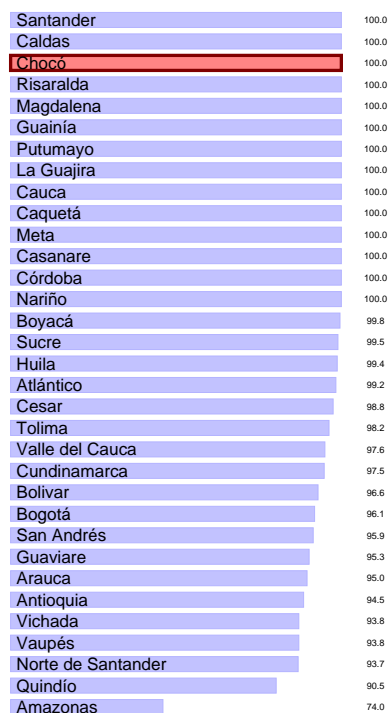 Santander 100.0
Caldas 100.0
Chocó 100.0
Risaralda 100.0
Magdalena 100.0
Guainía 100.0
Putumayo 100.0
La Guajira 100.0
Cauca 100.0
Caquetá 100.0
Meta 100.0
Casanare 100.0
Córdoba 100.0
Nariño 100.0
Boyacá 99.8
Sucre 99.5
Huila 99.4
Atlántico 99.2
Cesar 98.8
Tolima 98.2
Valle del Cauca 97.6
Cundinamarca 97.5
Bolivar 96.6
Bogotá 96.1
San Andrés 95.9
Guaviare 95.3
Arauca 95.0
Antioquia 94.5
Vichada 93.8
Vaupés 93.8
Norte de Santander 93.7
Quindío 90.5
Amazonas 74.0